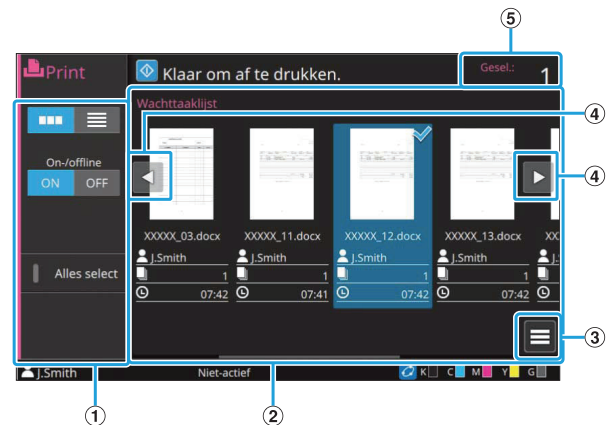 ⑤
Print
Klaar om af te drukken.
Gesel.: 1
Wachttaaklijst
④
On-/offline
ON OFF
④
XXXXX_03.docx XXXXX_11.docx XXXXX_12.docx XXXXX_13.docx XX
J.Smith J.Smith J.Smith J.Smith J.
Alles select
1 1 1 1
07:42 07:41 07:42 07:42
③
J.Smith Niet-actief K C M Y G
① ②